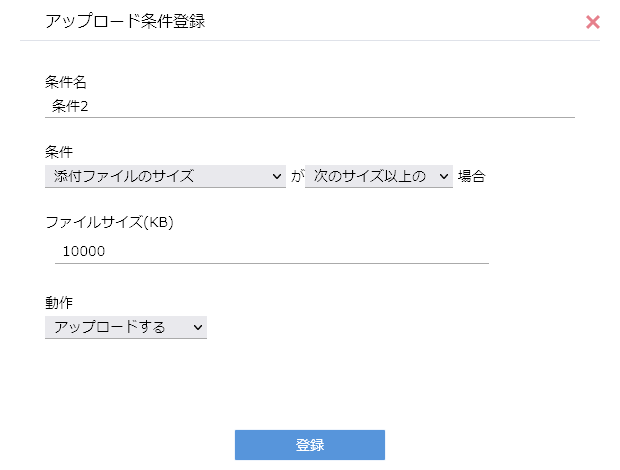 アップロード条件登録
条件名
条件2
条件
添付ファイルのサイズ が 次のサイズ以上の 場合
ファイルサイズ(KB)
10000
動作
アップロードする
登録